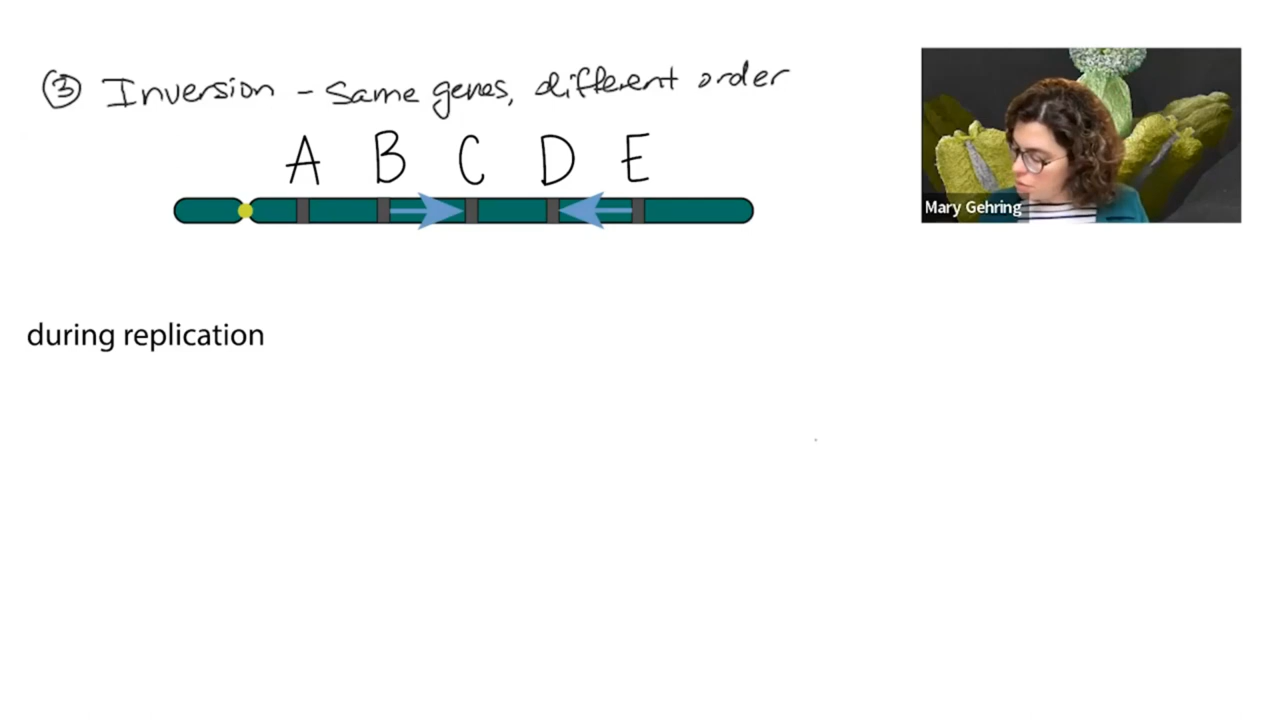 ③ Inversion - Same genes, different order
A B C D E
Mary Gehring
during replication